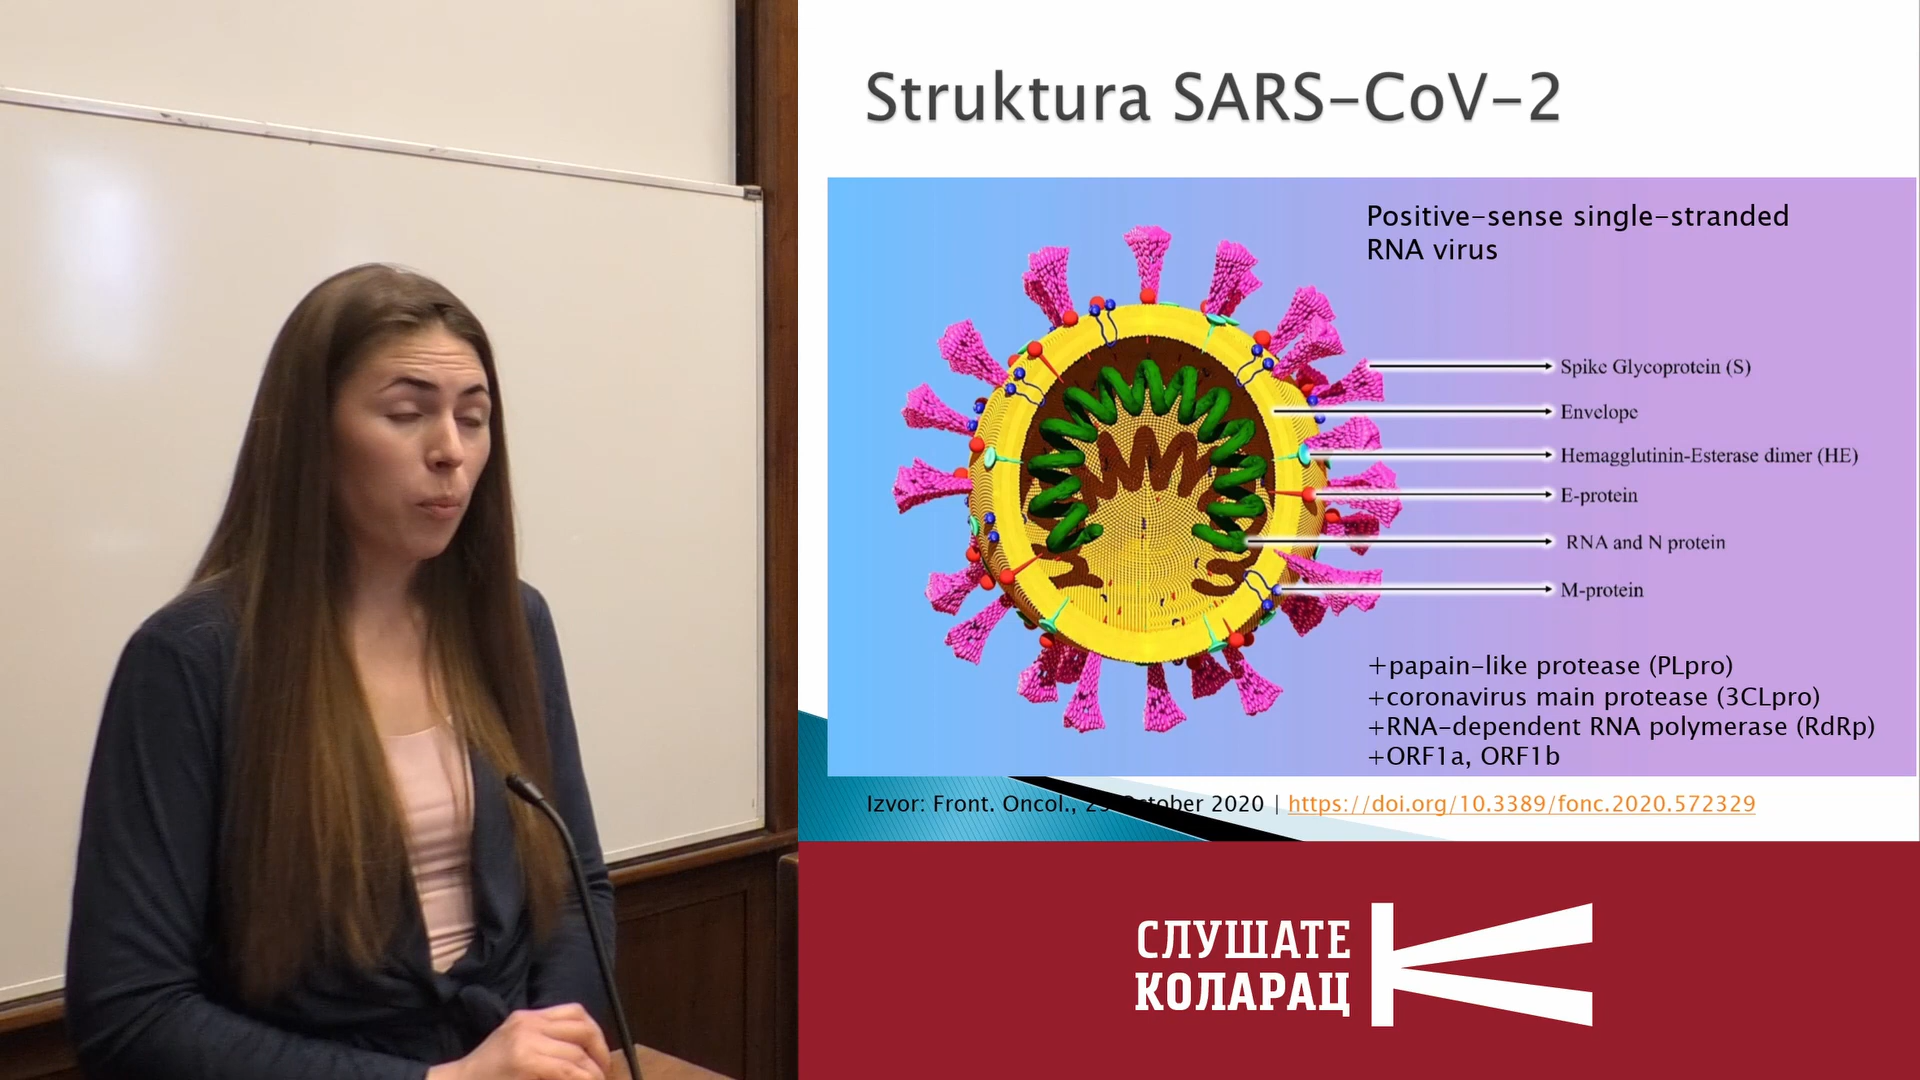 Struktura SARS-CoV-2
Positive-sense single-stranded
RNA virus
Spike Glycoprotein (S)
Envelope
Hemagglutinin-Esterase dimer (HE)
E-protein
RNA and N protein
M-protein
+papain-like protease (PLpro)
+coronavirus main protease (3CLpro)
+RNA-dependent RNA polymerase (RdRp)
+ORF1a, ORF1b
Izvor: Front. Oncol., October 2020 | https://doi.org/10.3389/fonc.2020.572329
СЛУШАТЕ
КОЛАРАЦ